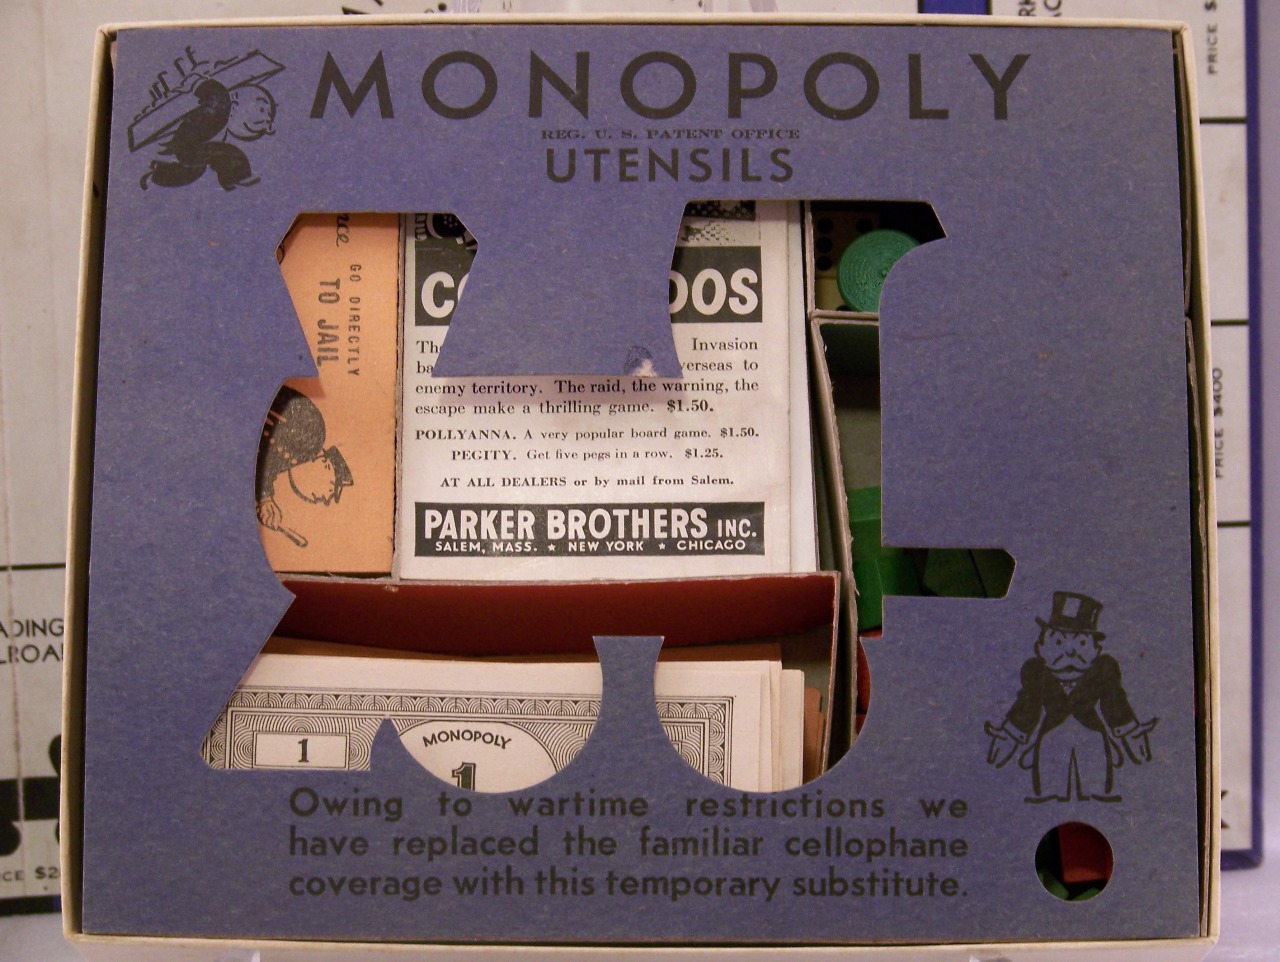 MONOPOLY
REG. U. S. PATENT OFFICE
UTENSILS
GO DIRECTLY
TO JAIL
Invasion
to
enemy territory. The raid, the warning, the
escape make a thrilling game. $1.50.
POLLYANNA. A very popular board game. $1.50.
PEGITY. Get five pegs in a row. $1.25.
AT ALL DEALERS or by mail from Salem.
PARKER BROTHERS INC.
SALEM, MASS. ★ NEW YORK ★ CHICAGO
1
MONOPOLY
1
Owing to wartime restrictions we
have replaced the familiar cellophane
coverage with this temporary substitute.
PRICE $
PRICE $400